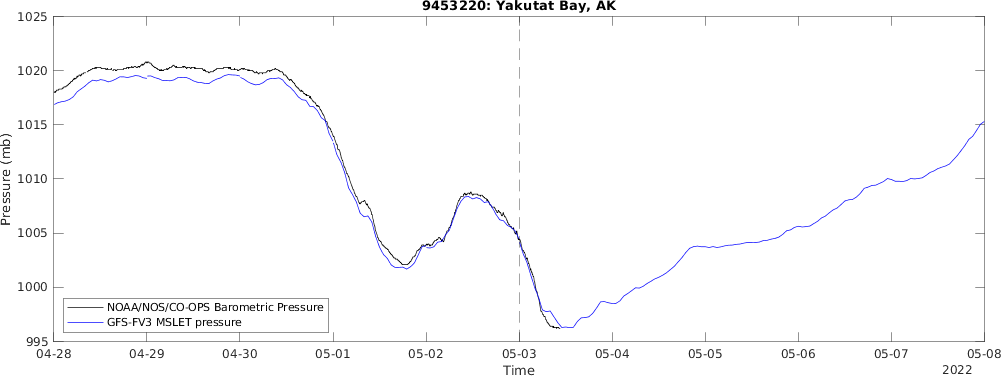 9453220: Yakutat Bay, AK
Pressure (mb)
1025
1020
1015
1010
1005
1000
995
NOAA/NOS/CO-OPS Barometric Pressure
GFS-FV3 MSLET pressure
04-28 04-29 04-30 05-01 05-02 05-03 05-04 05-05 05-06 05-07 05-08
Time
2022